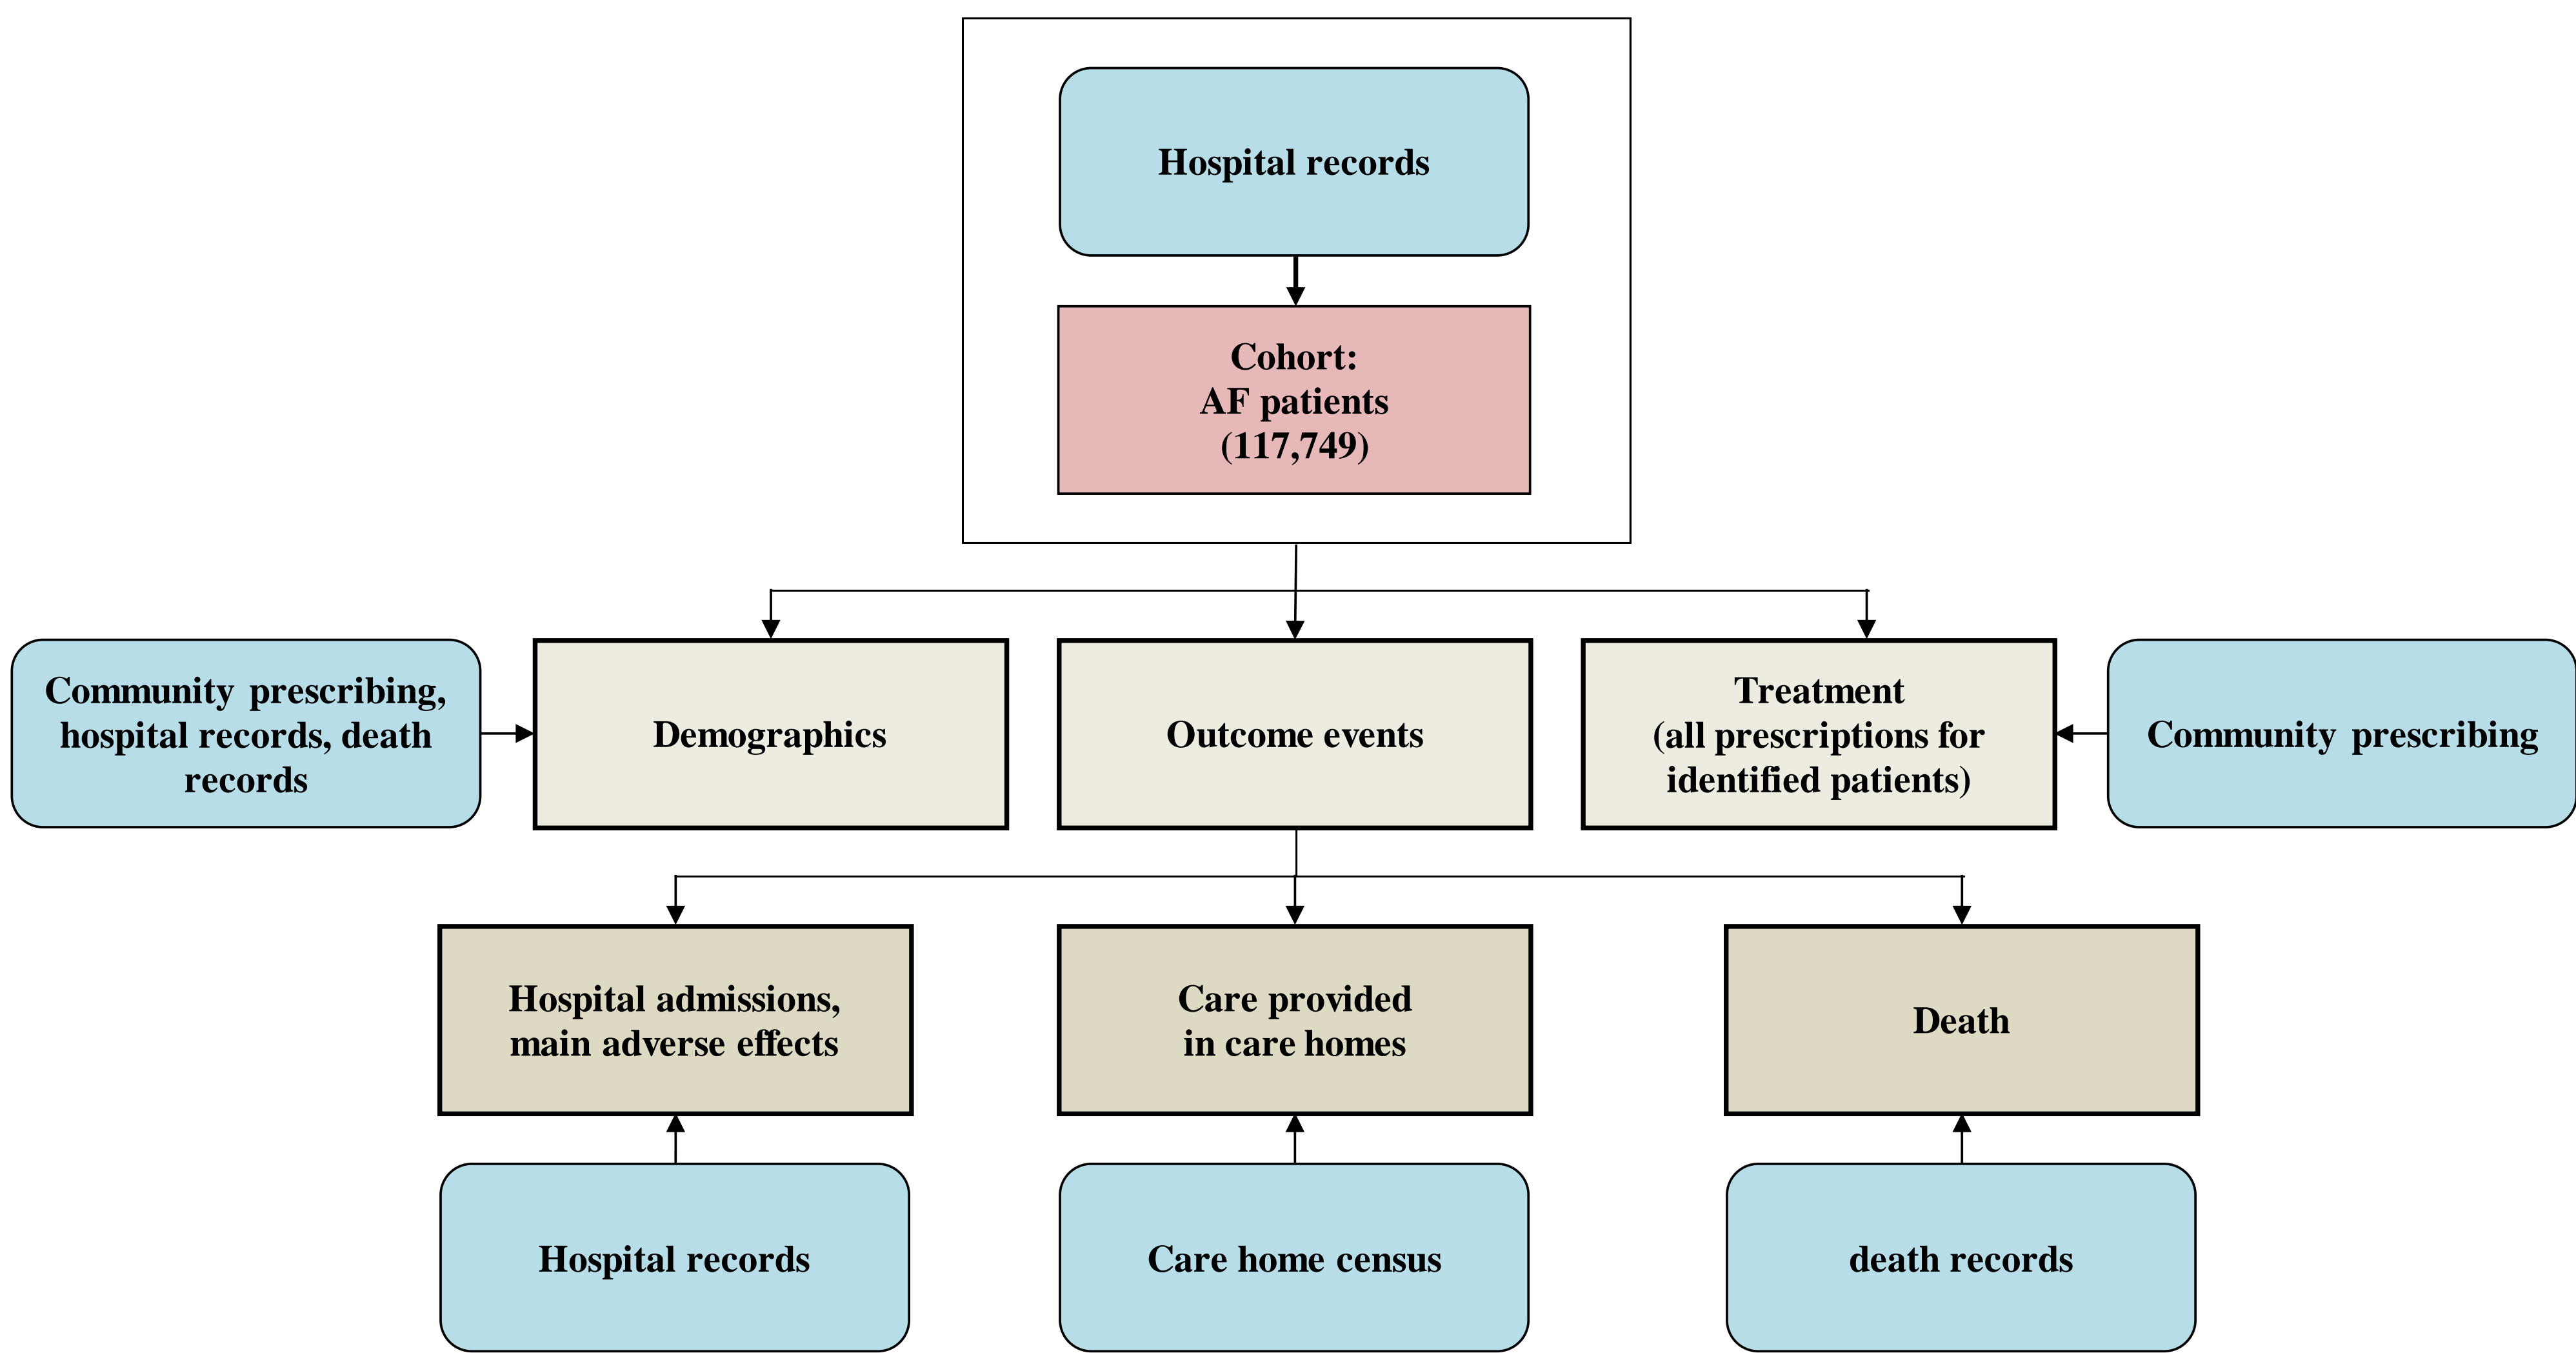 Hospital records
Cohort:
AF patients
(117,749)
Community prescribing,
hospital records, death
records
Demographics
Outcome events
Treatment
(all prescriptions for
identified patients)
Community prescribing
Hospital admissions,
main adverse effects
Care provided
in care homes
Death
Hospital records
Care home census
death records